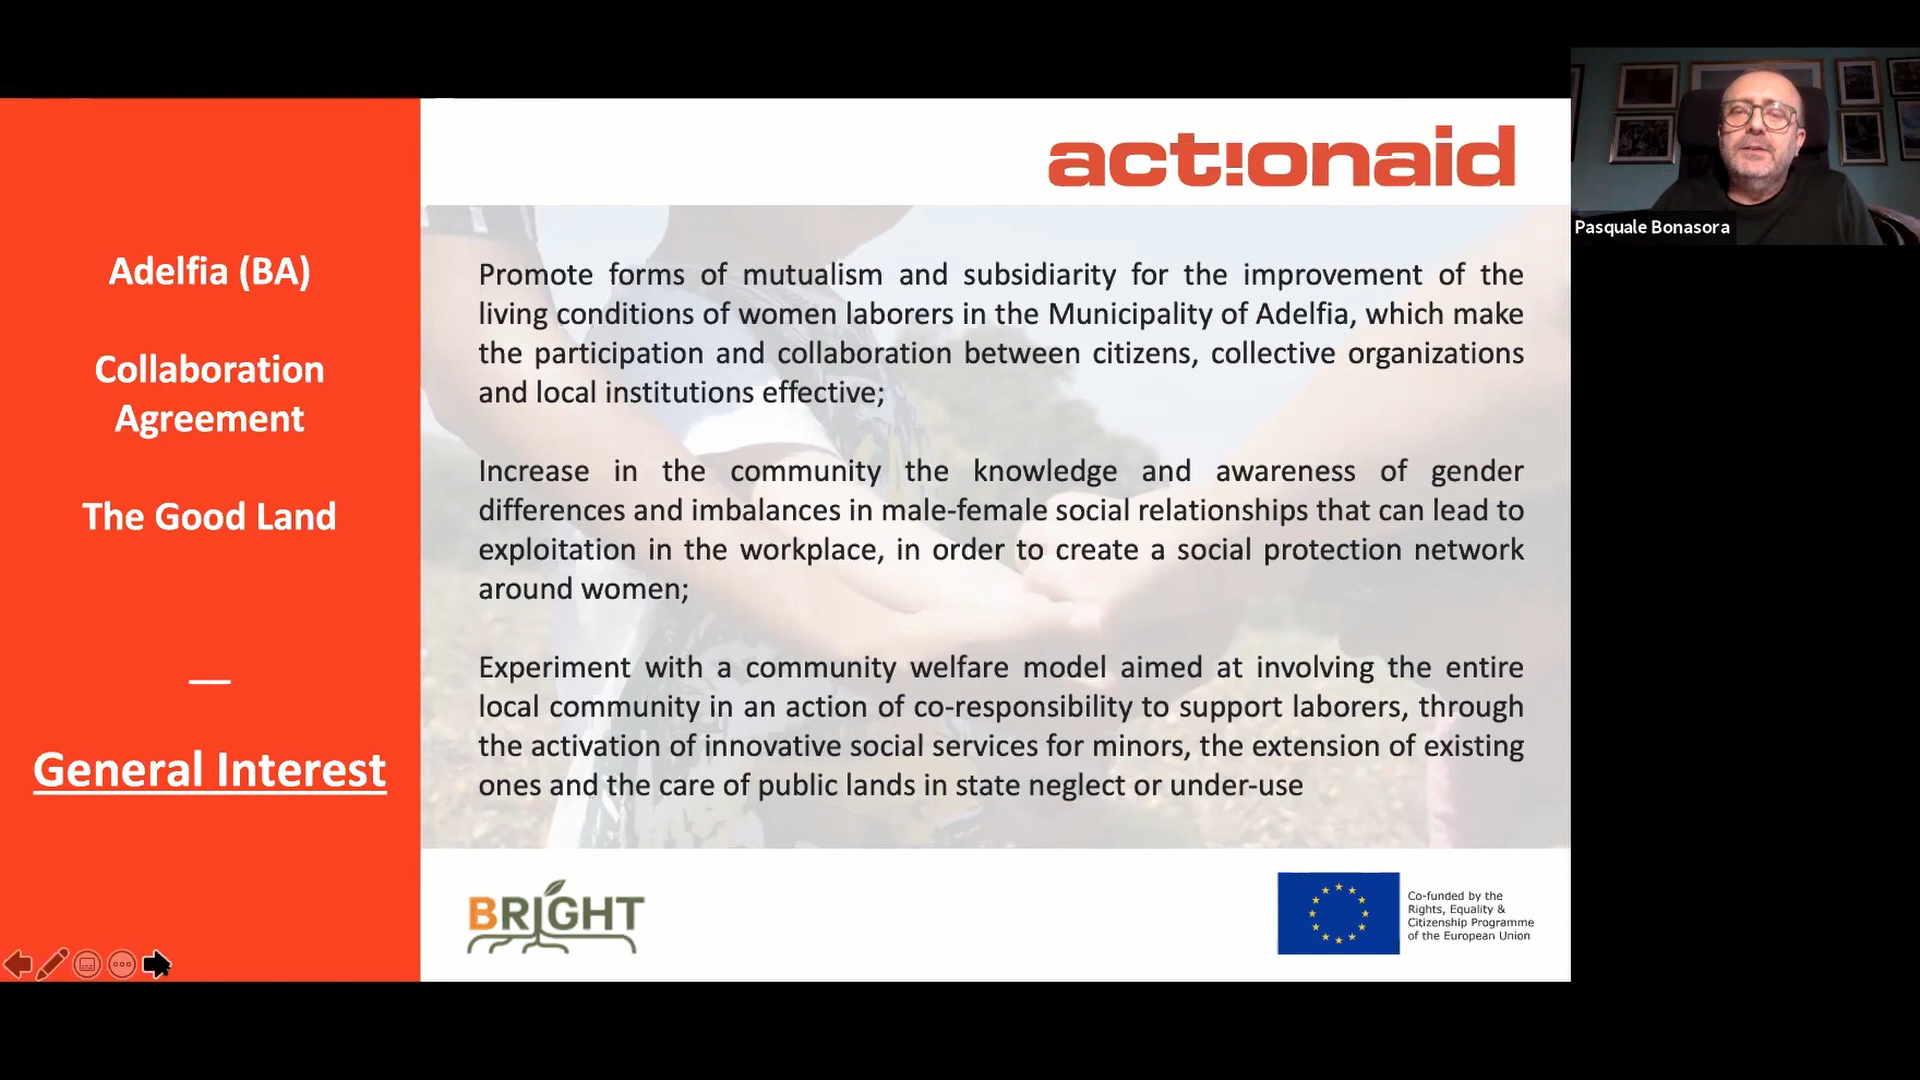 act!onaid
Pasquale Bonasora
Adelfia (BA)
Collaboration
Agreement
The Good Land
General Interest
Promote forms of mutualism and subsidiarity for the improvement of the
living conditions of women laborers in the Municipality of Adelfia, which make
the participation and collaboration between citizens, collective organizations
and local institutions effective;
Increase in the community the knowledge and awareness of gender
differences and imbalances in male-female social relationships that can lead to
exploitation in the workplace, in order to create a social protection network
around women;
Experiment with a community welfare model aimed at involving the entire
local community in an action of co-responsibility to support laborers, through
the activation of innovative social services for minors, the extension of existing
ones and the care of public lands in state neglect or under-use
BRIGHT
Co-funded by the
Rights, Equality &
Citizenship Programme
of the European Union